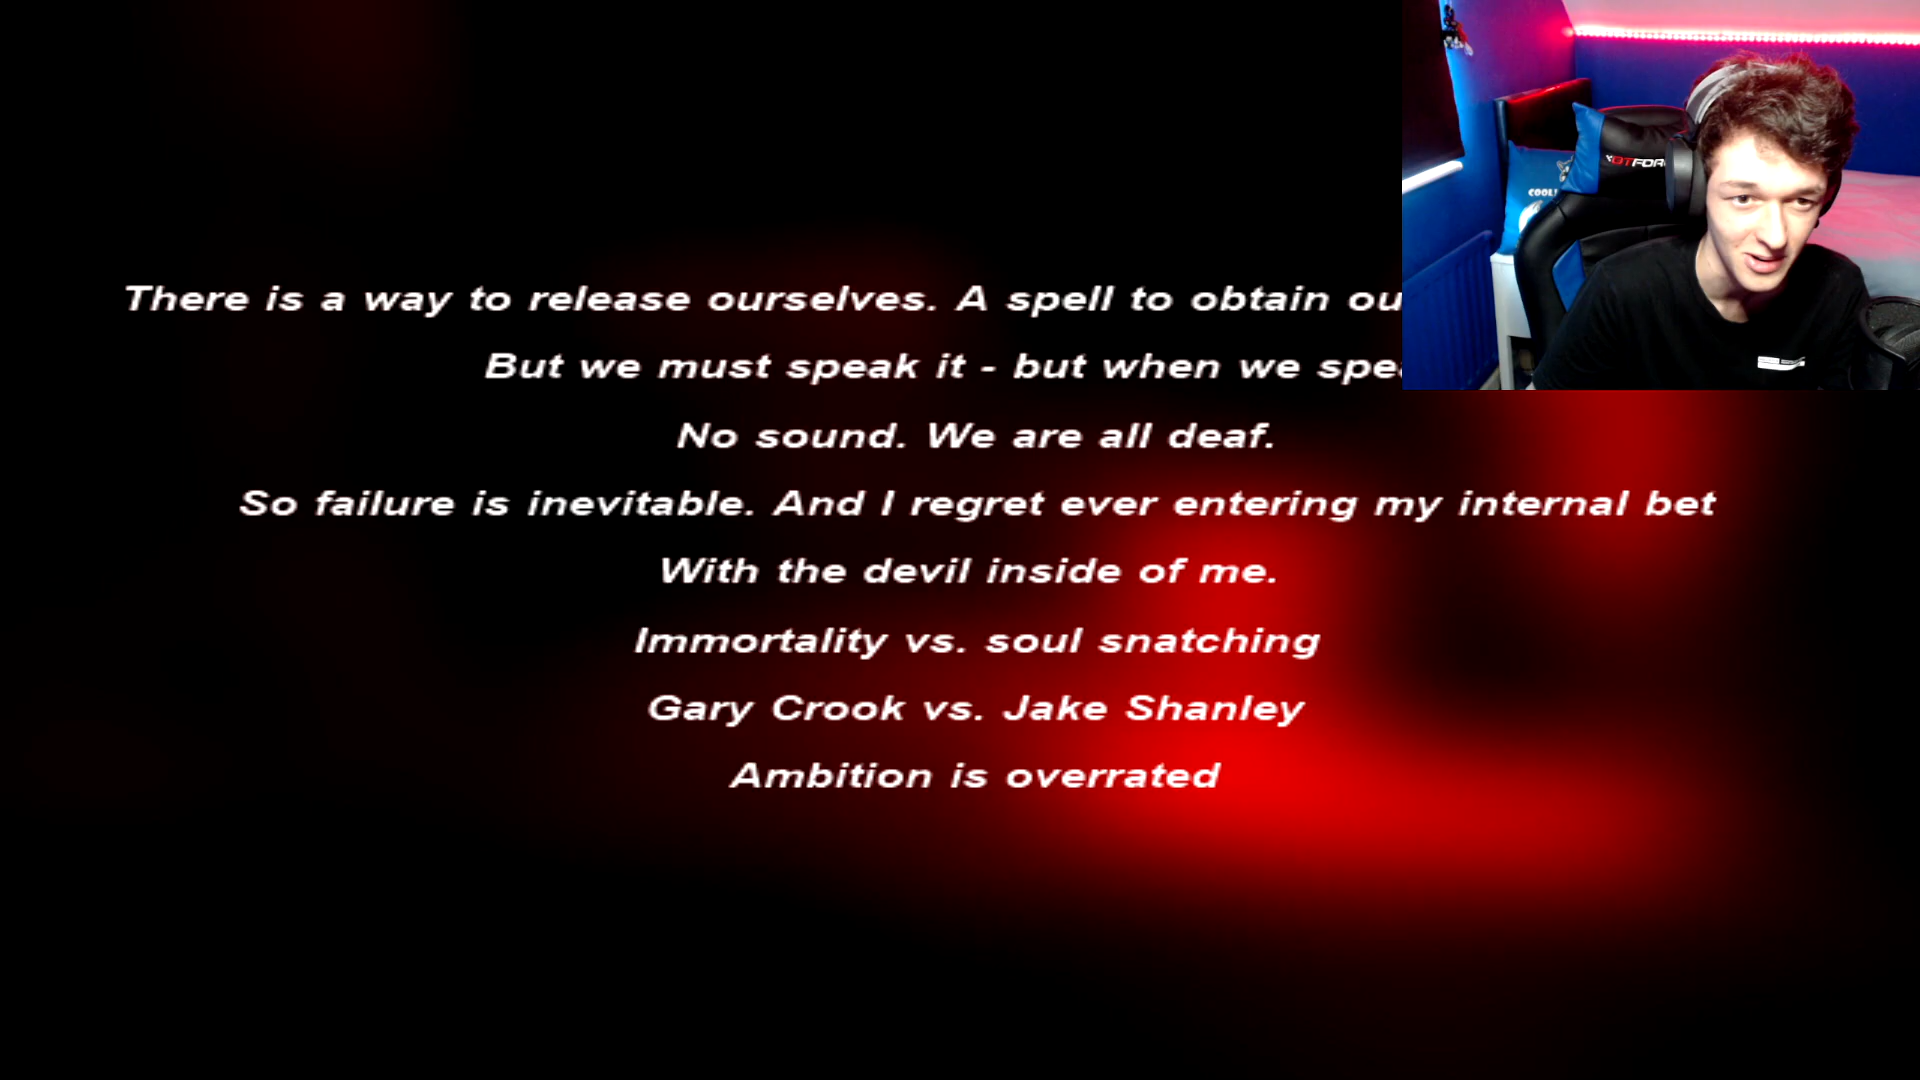 There is a way to release ourselves. A spell to obtain
But we must speak it - but when we
No sound. We are all deaf.
So failure is inevitable. And I regret ever entering my internal bet
With the devil inside of me.
Immortality vs. soul snatching
Gary Crook vs. Jake Shanley
Ambition is overrated
COOL